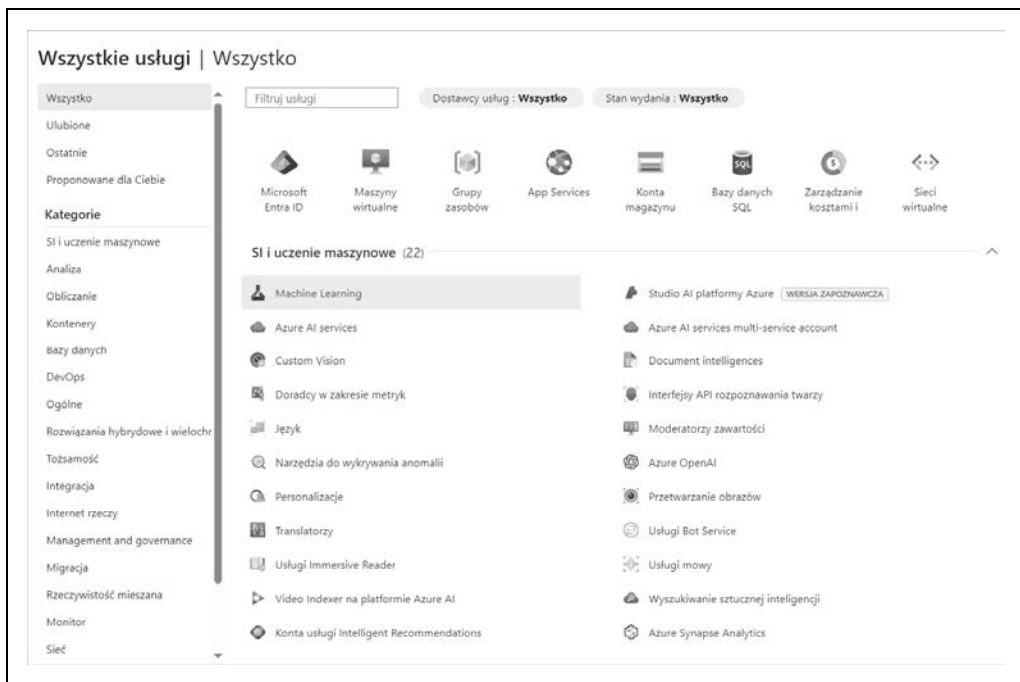 Wszystkie usługi | Wszystko
Wszystko
Ulubione
Ostatnie
Proponowane dla Ciebie
Kategorie
SI i uczenie maszynowe
Analiza
Obliczanie
Kontenery
Bazy danych
DevOps
Ogólne
Rozwiązania hybrydowe i wielochr
Tożsamość
Integracja
Internet rzeczy
Management and governance
Migracja
Rzeczywistość mieszana
Monitor
Sieć
Filtruj usługi
Dostawcy usług : Wszystko
Stan wydania : Wszystko
Microsoft
Entra ID
Maszyny
wirtualne
Grupy
zasobów
App Services
Konta
magazynu
SQL
Bazy danych
SQL
Zarządzanie
kosztami i
Sieci
wirtualne
SI i uczenie maszynowe (22)
Machine Learning
Studio AI platformy Azure WERSJA ZAPOZNAWCZA
Azure AI services
Azure AI services multi-service account
Custom Vision
Document intelligences
Doradcy w zakresie metryk
Interfejsy API rozpoznawania twarzy
Język
Moderatorzy zawartości
Narzędzia do wykrywania anomalii
Azure OpenAI
Personalizacje
Przetwarzanie obrazów
Translatorzy
Usługi Bot Service
Usługi Immersive Reader
Usługi mowy
Video Indexer na platformie Azure AI
Wyszukiwanie sztucznej inteligencji
Konta usługi Intelligent Recommendations
Azure Synapse Analytics